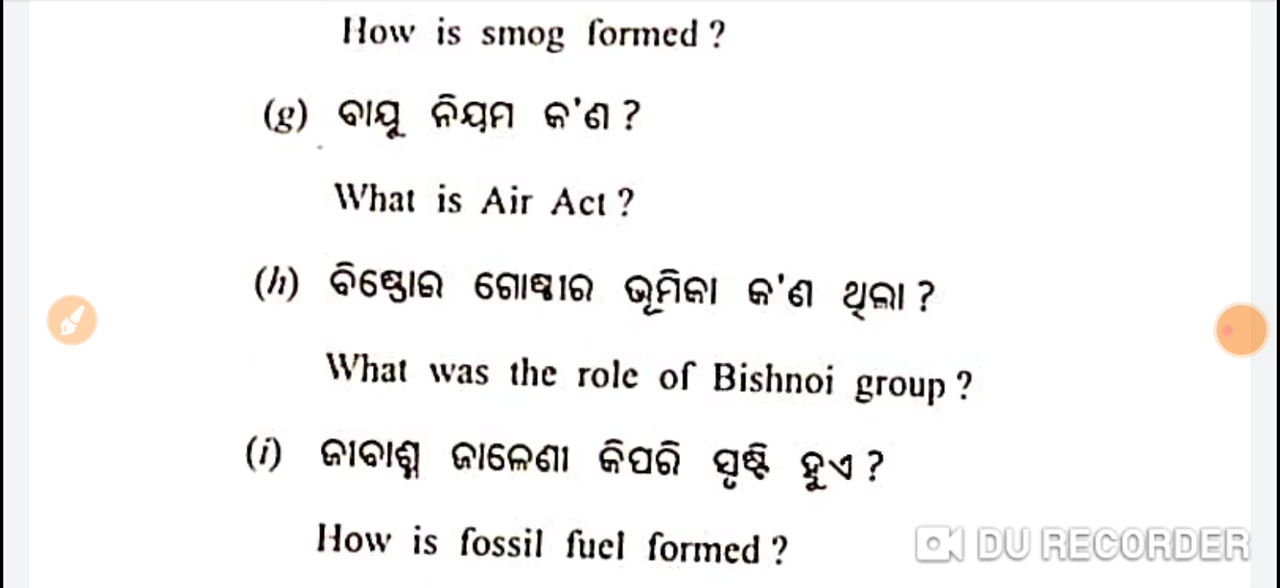 How is smog formed ?
(g) ବାୟୁ ନିୟମ କ'ଣ ?
What is Air Act ?
(h) ବିଷ୍ଣୋଇ ଗୋଷ୍ଠୀର ଭୂମିକା କ'ଣ ଥିଲା ?
What was the role of Bishnoi group ?
(i) ଜୀବାଶ୍ମ ଜାଳେଣୀ କିପରି ସୃଷ୍ଟି ହୁଏ ?
How is fossil fuel formed ?
DU RECORDER